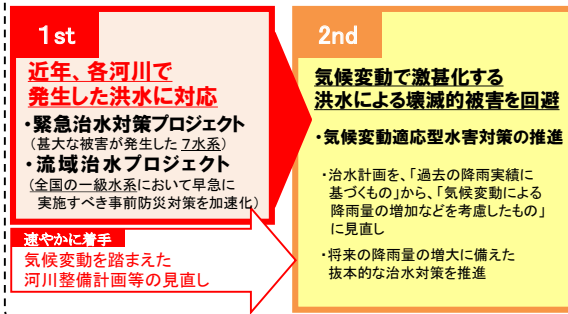 1st
近年、各河川で
発生した洪水に対応
・緊急治水対策プロジェクト
(甚大な被害が発生した 7水系)
・流域治水プロジェクト
(全国の一級水系において早急に
実施すべき事前防災対策を加速化)
速やかに着手
気候変動を踏まえた
河川整備計画等の見直し
2nd
気候変動で激甚化する
洪水による壊滅的被害を回避
・気候変動適応型水害対策の推進
・治水計画を、「過去の降雨実績に
基づくもの」から、「気候変動による
降雨量の増加などを考慮したもの」
に見直し
・将来の降雨量の増大に備えた
抜本的な治水対策を推進